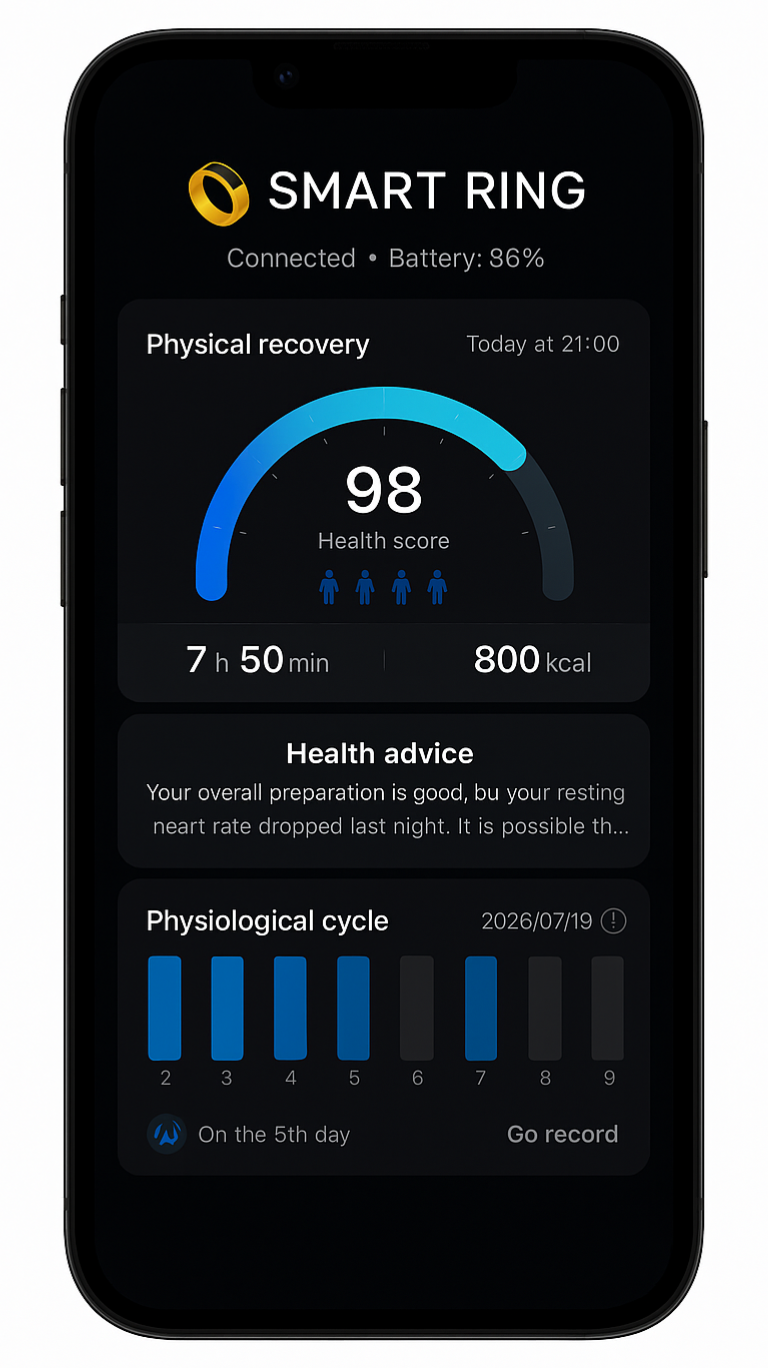 SMART RING
Connected • Battery: 86%
Physical recovery Today at 21:00
98
Health score
7 h 50 min 800 kcal
Health advice
Your overall preparation is good, bu your resting
neart rate dropped last night. It is possible th...
Physiological cycle 2026/07/19 !
2 3 4 5 6 7 8 9
On the 5th day Go record